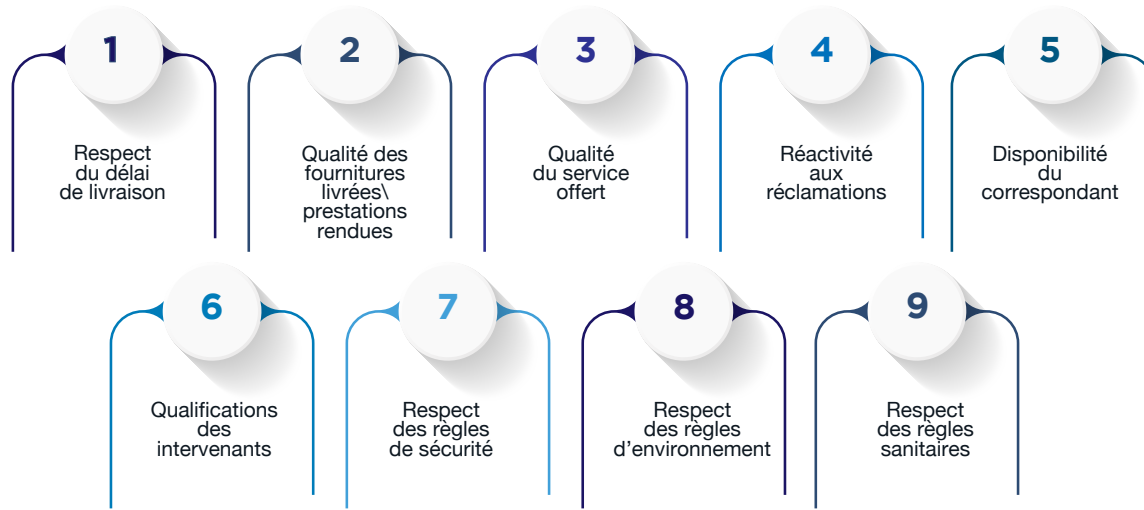 1
Respect
du délai
de livraison
2
Qualité des
fournitures
livrées\
prestations
rendues
3
Qualité
du service
offert
4
Réactivité
aux
réclamations
5
Disponibilité
du
correspondant
6
Qualifications
des
intervenants
7
Respect
des règles
de sécurité
8
Respect
des règles
d’environnement
9
Respect
des règles
sanitaires